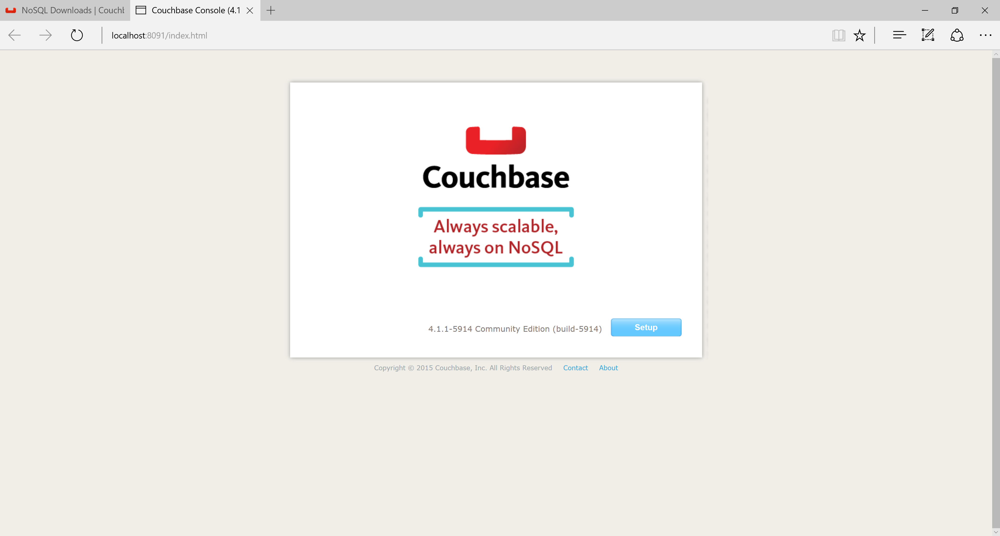 NoSQL Downloads | Couchb
Couchbase Console (4.1
localhost:8091/index.html
Couchbase
Always scalable,
always on NoSQL
4.1.1-5914 Community Edition (build-5914)
Setup
Copyright © 2015 Couchbase, Inc. All Rights Reserved Contact About